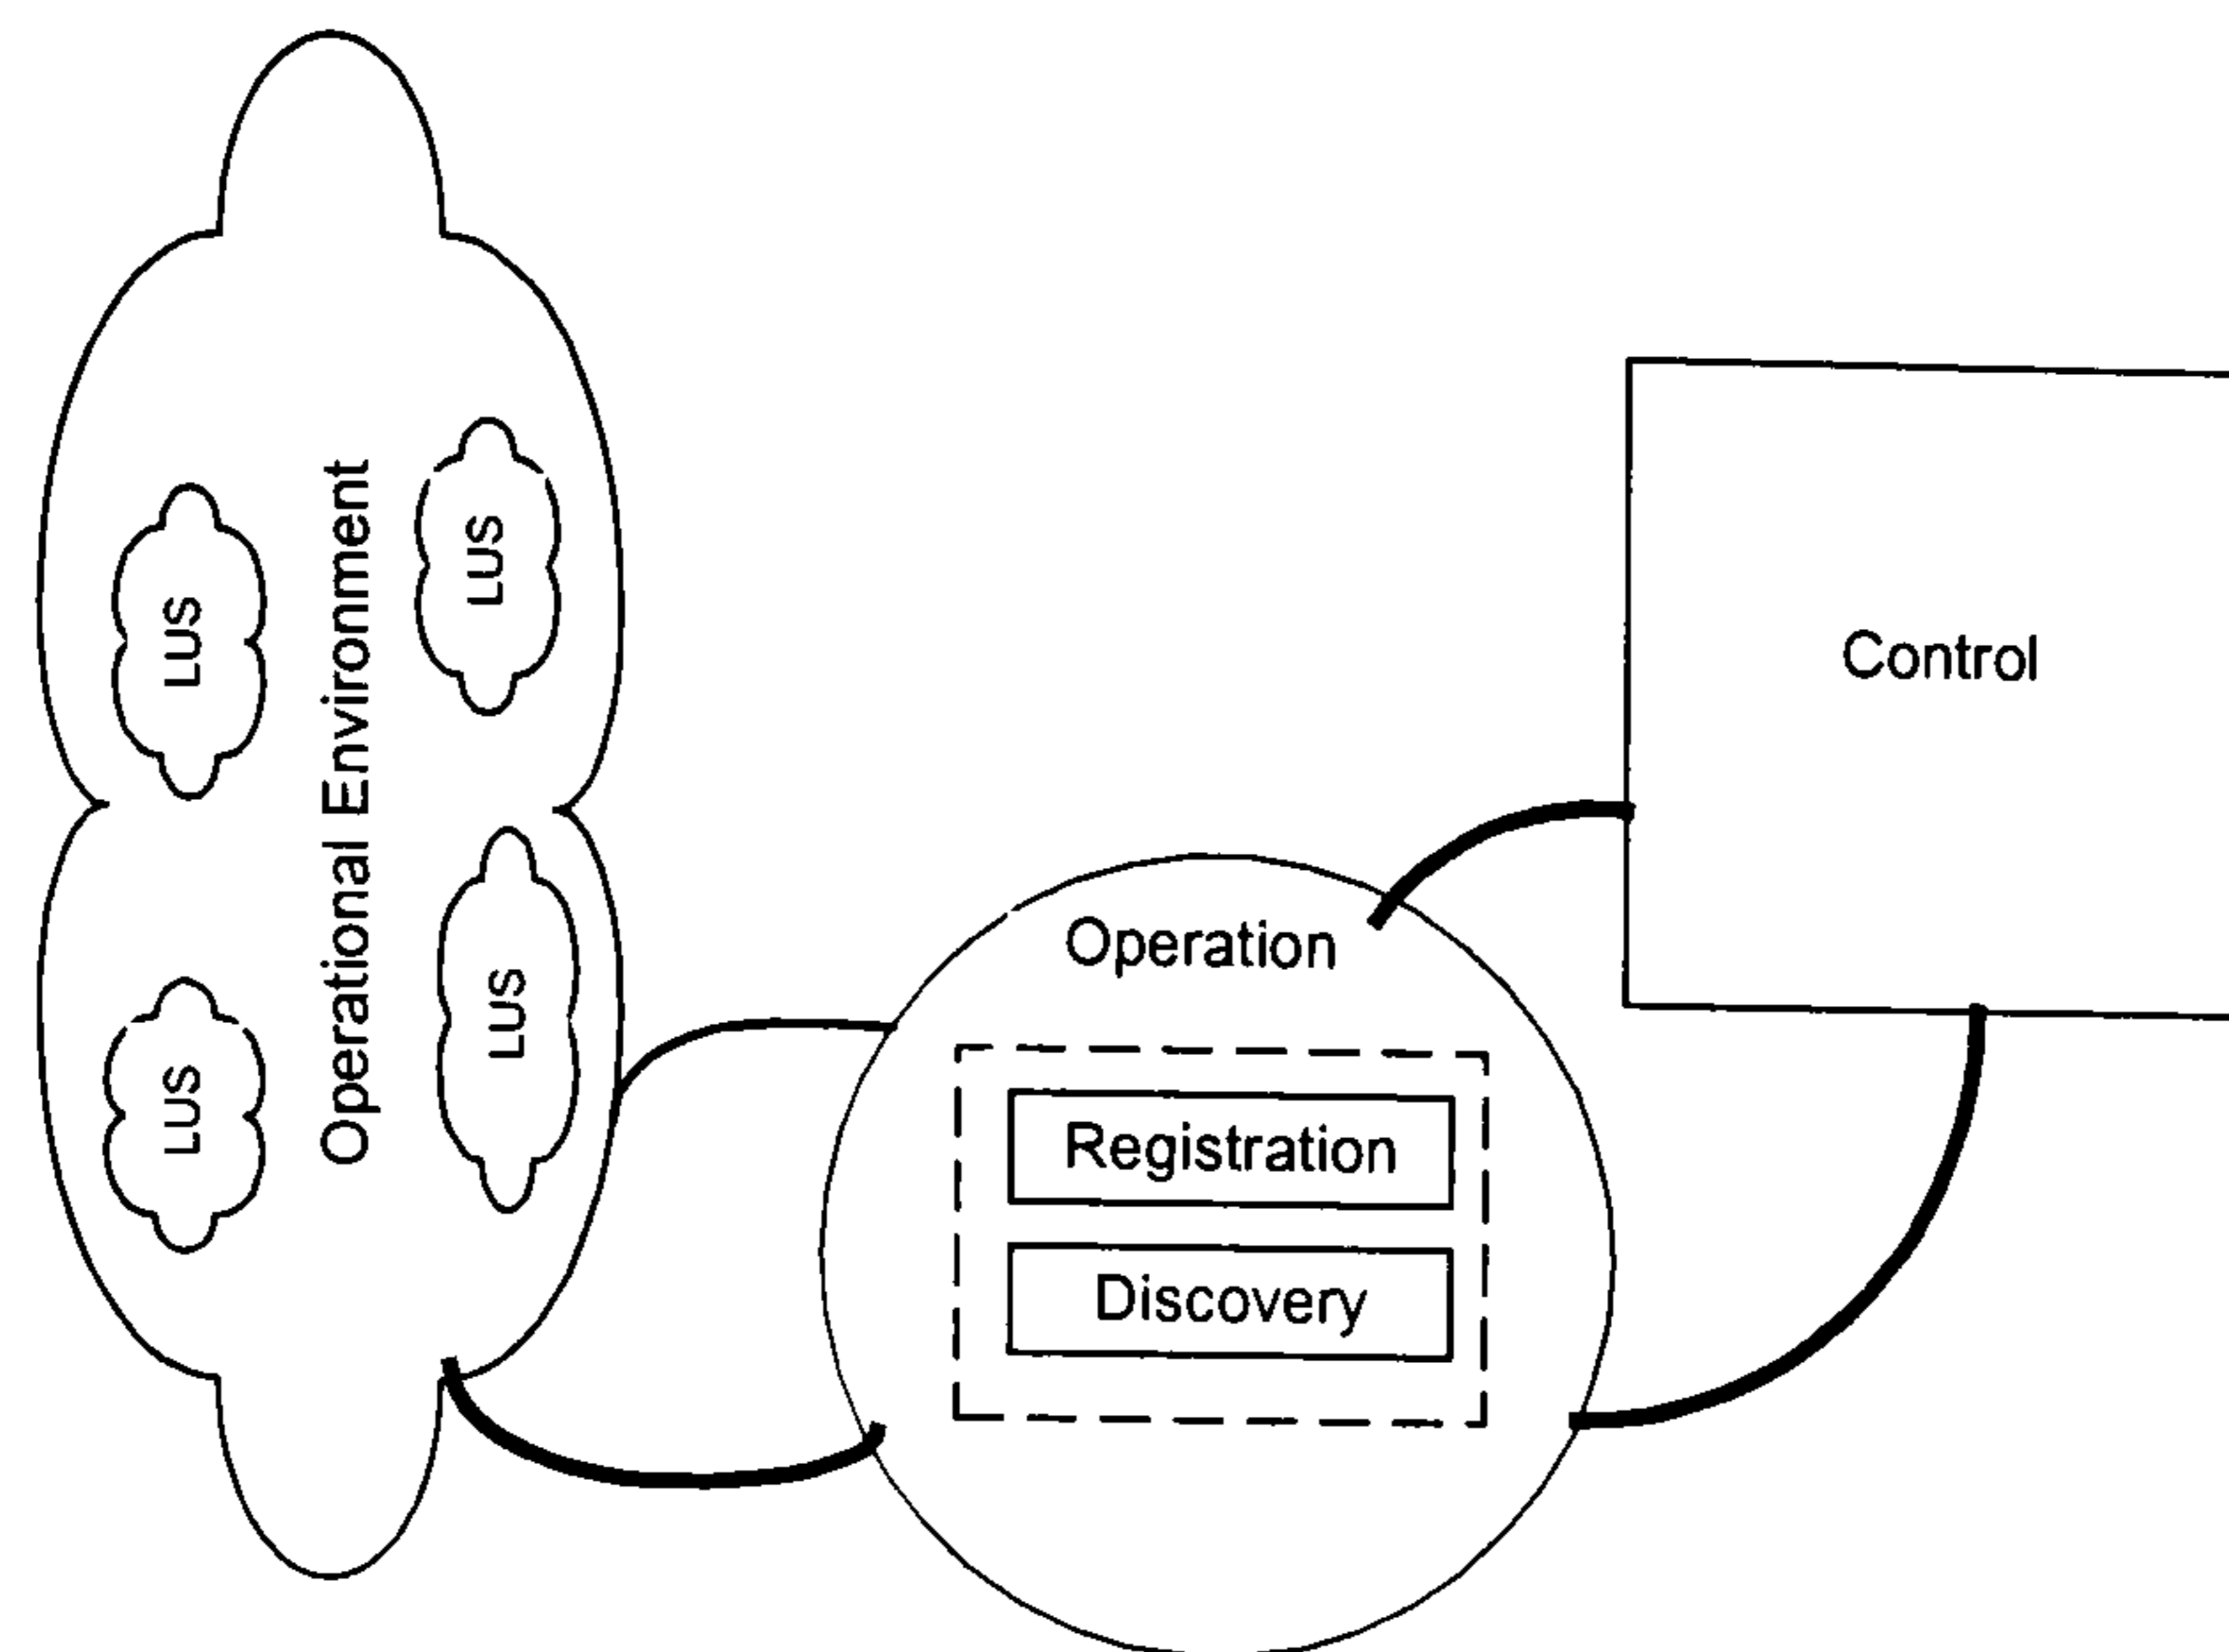 LUS
LUS
Operational Environment
LUS
LUS
Operation
Registration
Discovery
Control